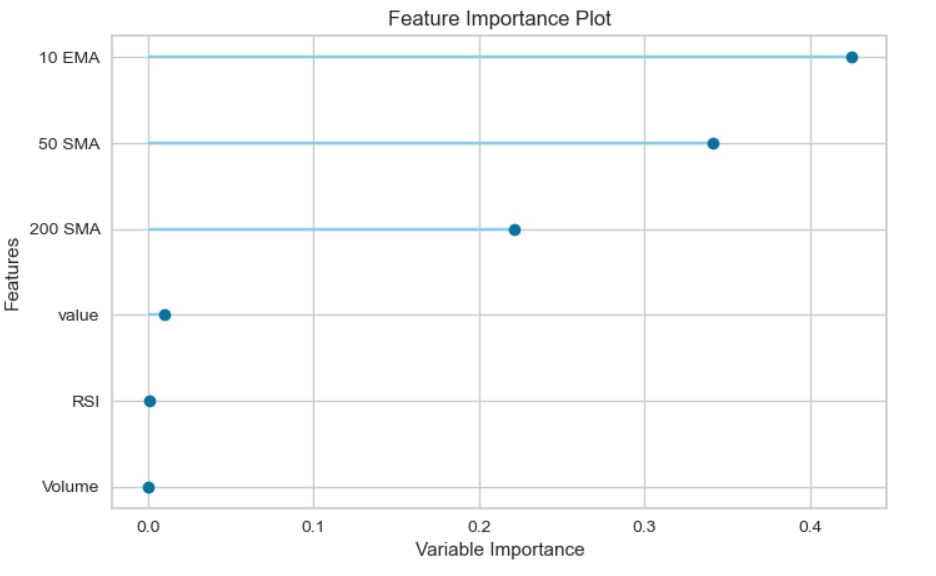 Feature Importance Plot
10 EMA
50 SMA
200 SMA
value
RSI
Volume
Features
0.0 0.1 0.2 0.3 0.4
Variable Importance